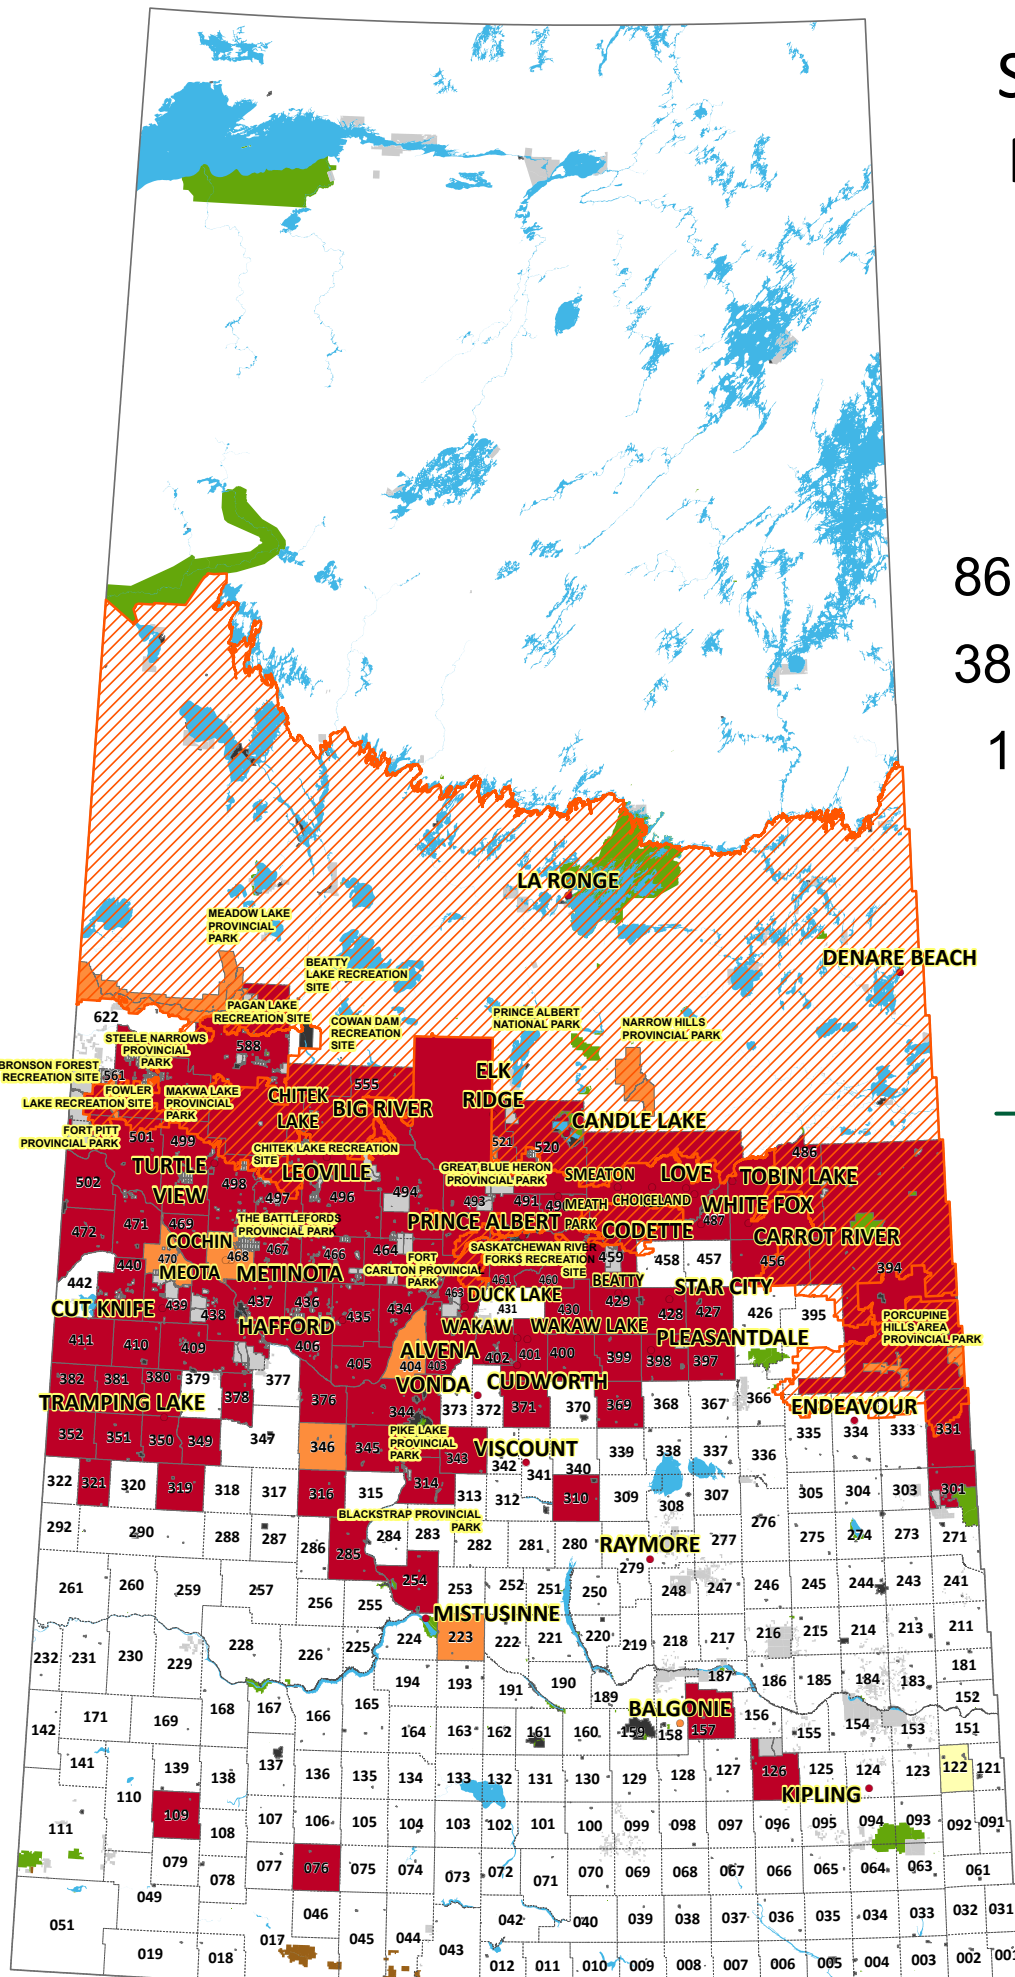 S
86
38
1
LA RONGE
MEADOW LAKE
PROVINCIAL
PARK
DENARE BEACH
BEATTY
LAKE RECREATION
SITE
PAGAN LAKE
RECREATION SITE
COWAN DAM
RECREATION
SITE
PRINCE ALBERT
NATIONAL PARK
NARROW HILLS
PROVINCIAL PARK
622
STEELE NARROWS
PROVINCIAL
PARK
588
BRONSON FOREST
RECREATION SITE
561
FOWLER
LAKE RECREATION SITE
MAKWA LAKE
PROVINCIAL
PARK
555
CHITEK
LAKE
BIG RIVER
ELK
RIDGE
CANDLE LAKE
FORT PITT
PROVINCIAL PARK
501 499
CHITEK LAKE RECREATION
SITE
521 520
486
TURTLE
VIEW
LEOVILLE
GREAT BLUE HERON
PROVINCIAL PARK
SMEATON
LOVE
TOBIN LAKE
502 498 497 496 494 493 491
MEATH
PARK
CHOICELAND
WHITE FOX
THE BATTLEFORDS
PROVINCIAL PARK
PRINCE ALBERT
CODETTE
487
CARROT RIVER
472 471 469
COCHIN
470 468 467 466 464
FORT
CARLTON PROVINCIAL
PARK
SASKATCHEWAN RIVER
FORKS RECREATION
SITE
459 458 457 456 394
442 440
MEOTA
METINOTA
463 461 460
DUCK LAKE
BEATTY
STAR CITY
CUT KNIFE
439 438 437 436 435 434 431 430 429 428 427 426 395
HAFFORD
WAKAW
WAKAW LAKE
PLEASANTDALE
PORCUPINE
HILLS AREA
PROVINCIAL PARK
411 410 409 406 405 404 403 402 401 400 399 398 397
ALVENA
382 381 380 379 378 377 376
VONDA
CUDWORTH
373 372 371 370 369 368 367 366
TRAMPING LAKE
344
ENDEAVOUR
352 351 350 349 347 346 345
PIKE LAKE
PROVINCIAL
PARK
343
VISCOUNT
342 341 340 339 338 337 336 335 334 333 331
322 321 320 319 318 317 316 315 314 313 312 310 309 308 307 305 304 303 301
BLACKSTRAP PROVINCIAL
PARK
292 290 288 287 286 285 284 283 282 281 280 279 277 276 275 274 273 271
RAYMORE
261 260 259 257 256 255 254 253 252 251 250 248 247 246 245 244 243 241
MISTUSINNE
232 231 230 229 228 226 225 224 223 222 221 220 219 218 217 216 215 214 213 211
194 193 191 190 189 187 186 185 184 183 181
171 169 168 167 166 165 164 163 162 161 160 159 158 157 156 155 154 153 152 151
BALGONIE
142 141 139 138 137 136 135 134 133 132 131 130 129 128 127 126 125 124 123 122 121
KIPLING
111 110 109 108 107 106 105 104 103 102 101 100 099 098 097 096 095 094 093 092 091
079 078 077 076 075 074 073 072 071 070 069 068 067 066 065 064 063 061
051 049 046 045 044 043 042 040 039 038 037 036 035 034 033 032 031
019 018 017 012 011 010 009 008 007 006 005 004 003 002